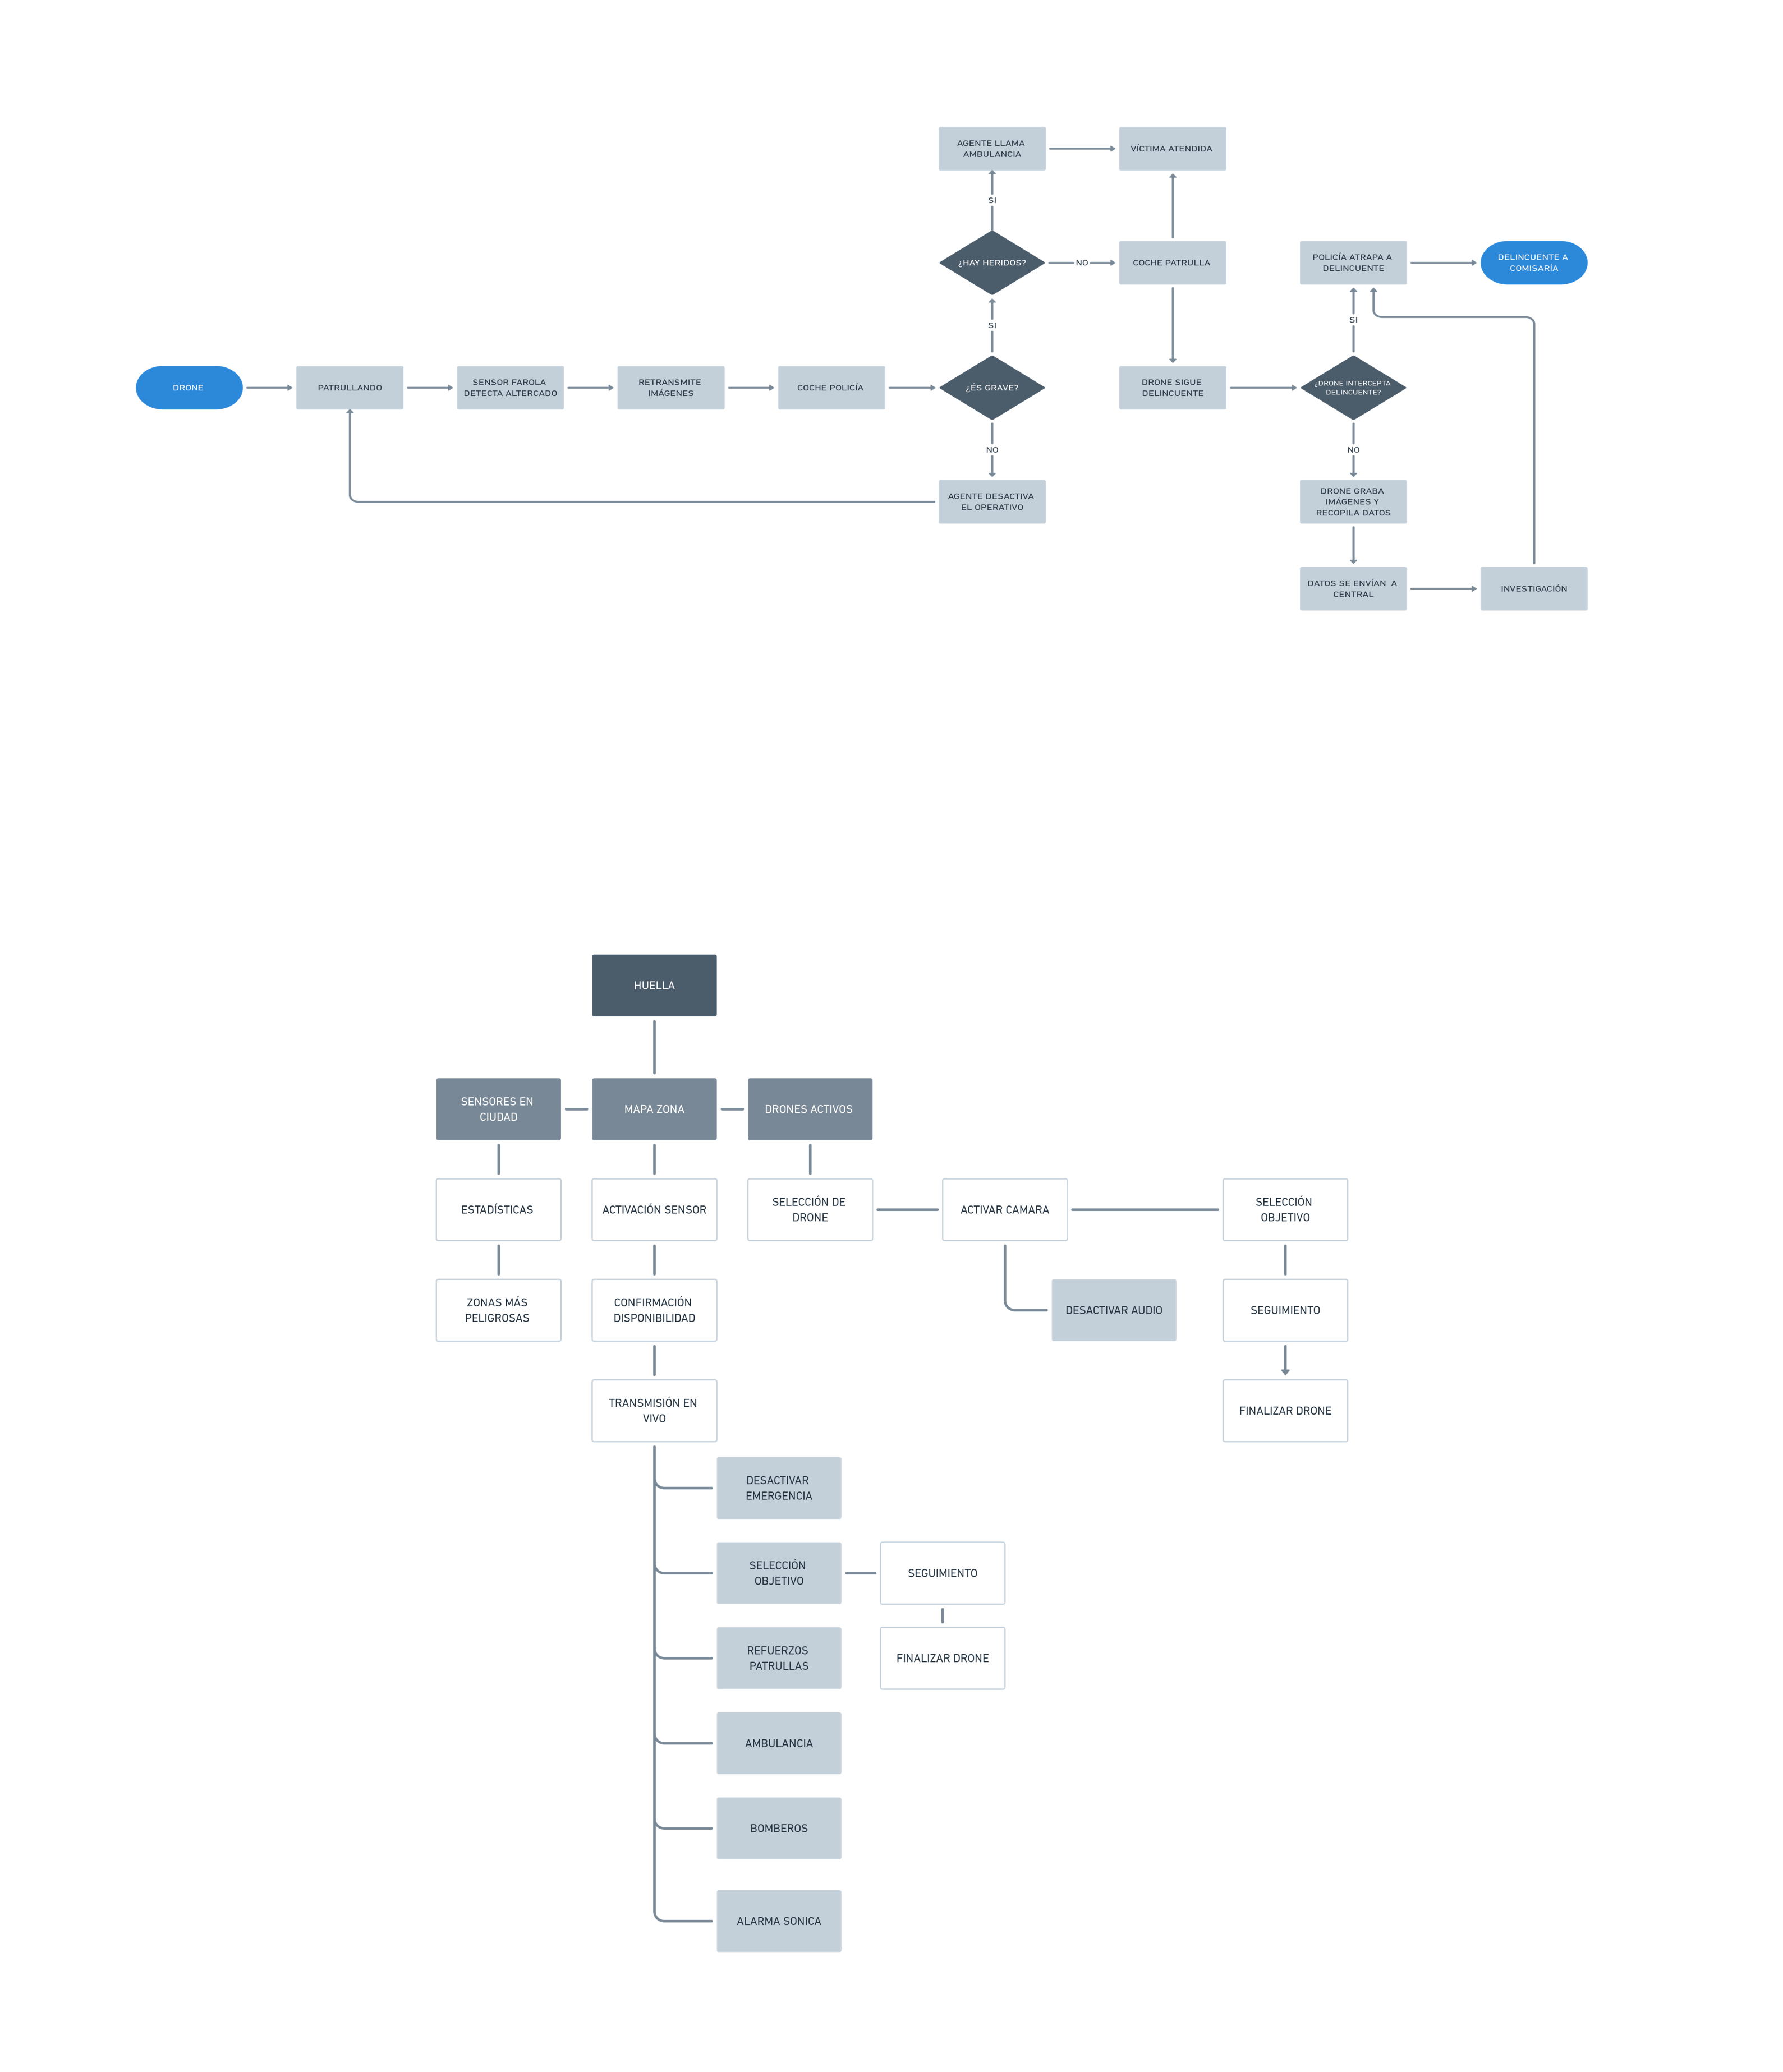 AGENTE LLAMA
AMBULANCIA
VÍCTIMA ATENDIDA
SI
¿HAY HERIDOS?
NO
COCHE PATRULLA
POLICÍA ATRAPA A
DELINCUENTE
DELINCUENTE A
COMISARÍA
SI
SI
DRONE
PATRULLANDO
SENSOR FAROLA
DETECTA ALTERCADO
RETRANSMITE
IMÁGENES
COCHE POLICÍA
¿ÉS GRAVE?
DRONE SIGUE
DELINCUENTE
¿DRONE INTERCEPTA
DELINCUENTE?
NO
NO
AGENTE DESACTIVA
EL OPERATIVO
DRONE GRABA
IMÁGENES Y
RECOPILA DATOS
DATOS SE ENVÍAN A
CENTRAL
INVESTIGACIÓN
HUELLA
SENSORES EN
CIUDAD
MAPA ZONA
DRONES ACTIVOS
ESTADÍSTICAS
ACTIVACIÓN SENSOR
SELECCIÓN DE
DRONE
ACTIVAR CAMARA
SELECCIÓN
OBJETIVO
ZONAS MÁS
PELIGROSAS
CONFIRMACIÓN
DISPONIBILIDAD
DESACTIVAR AUDIO
SEGUIMIENTO
TRANSMISIÓN EN
VIVO
FINALIZAR DRONE
DESACTIVAR
EMERGENCIA
SELECCIÓN
OBJETIVO
SEGUIMIENTO
REFUERZOS
PATRULLAS
FINALIZAR DRONE
AMBULANCIA
BOMBEROS
ALARMA SONICA